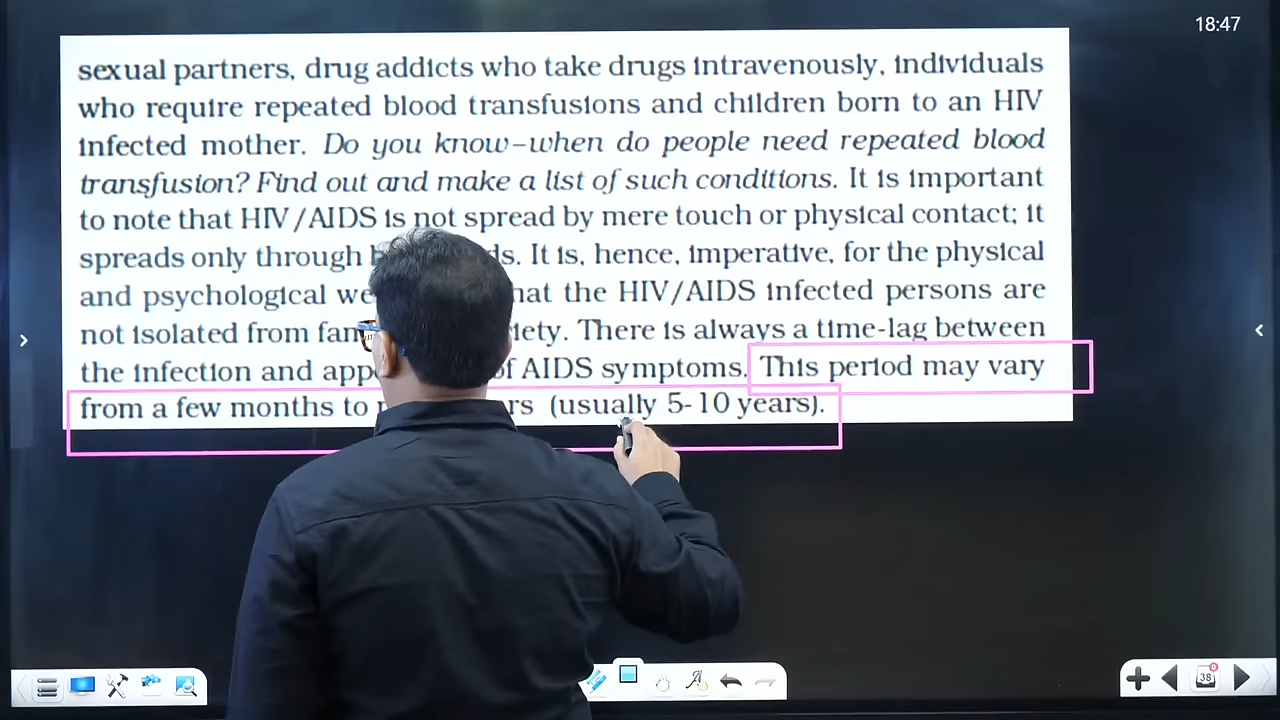 18:47
sexual partners, drug addicts who take drugs intravenously, individuals
who require repeated blood transfusions and children born to an HIV
infected mother. Do you know–when do people need repeated blood
transfusion? Find out and make a list of such conditions. It is important
to note that HIV/AIDS is not spread by mere touch or physical contact; it
spreads only through ds. It is, hence, imperative, for the physical
and psychological we hat the HIV/AIDS infected persons are
not isolated from fam iety. There is always a time-lag between
the infection and app of AIDS symptoms. This period may vary
from a few months to rs (usually 5-10 years).
38